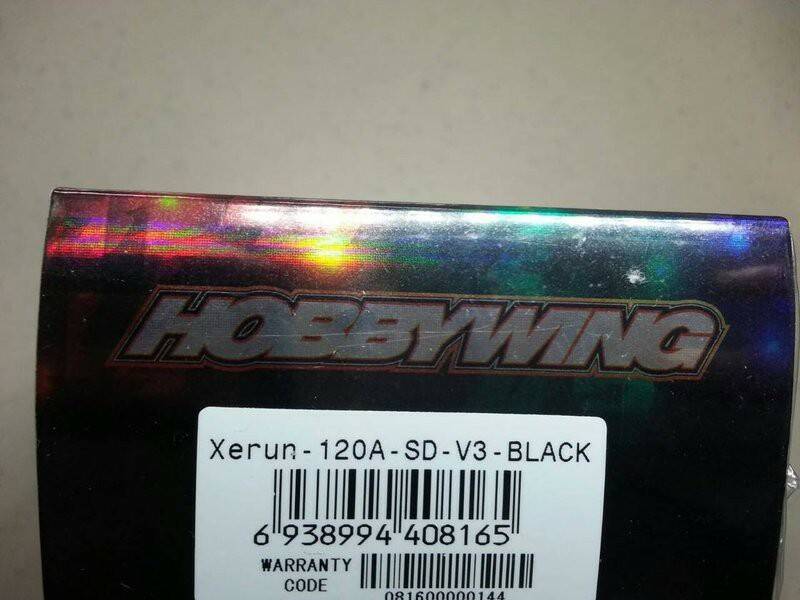 HOBBYWING
Xerun-120A-SD-V3-BLACK
6 938994 408165
WARRANTY
CODE
081600000144